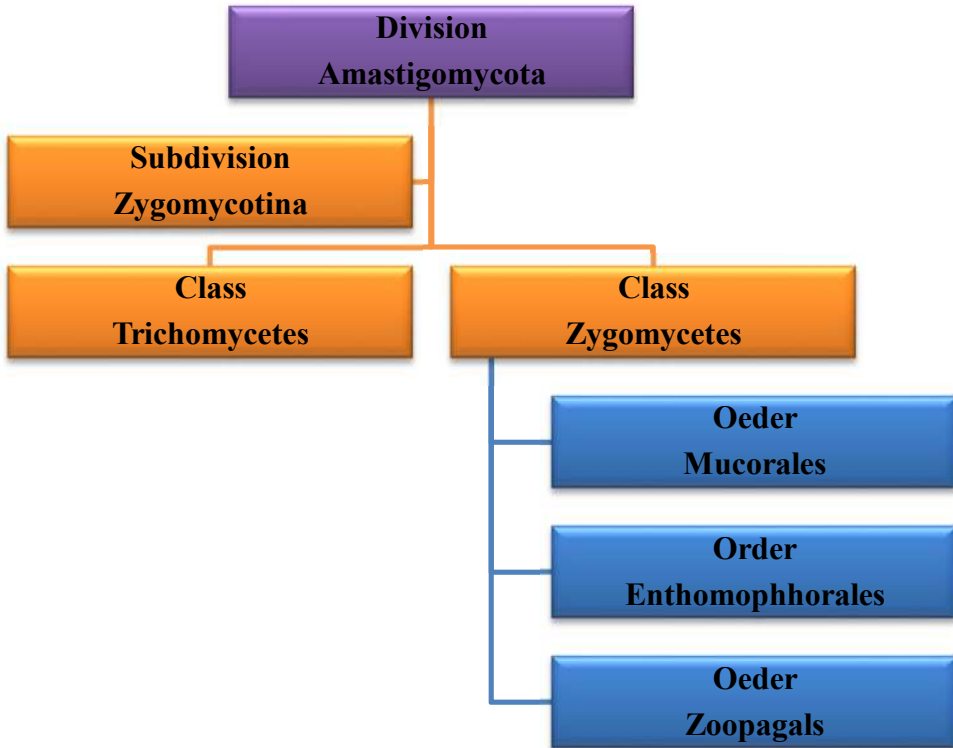 Division
Amastigomycota
Subdivision
Zygomycotina
Class
Trichomycetes
Class
Zygomycetes
Oeder
Mucorales
Order
Enthomophhorales
Oeder
Zoopagals